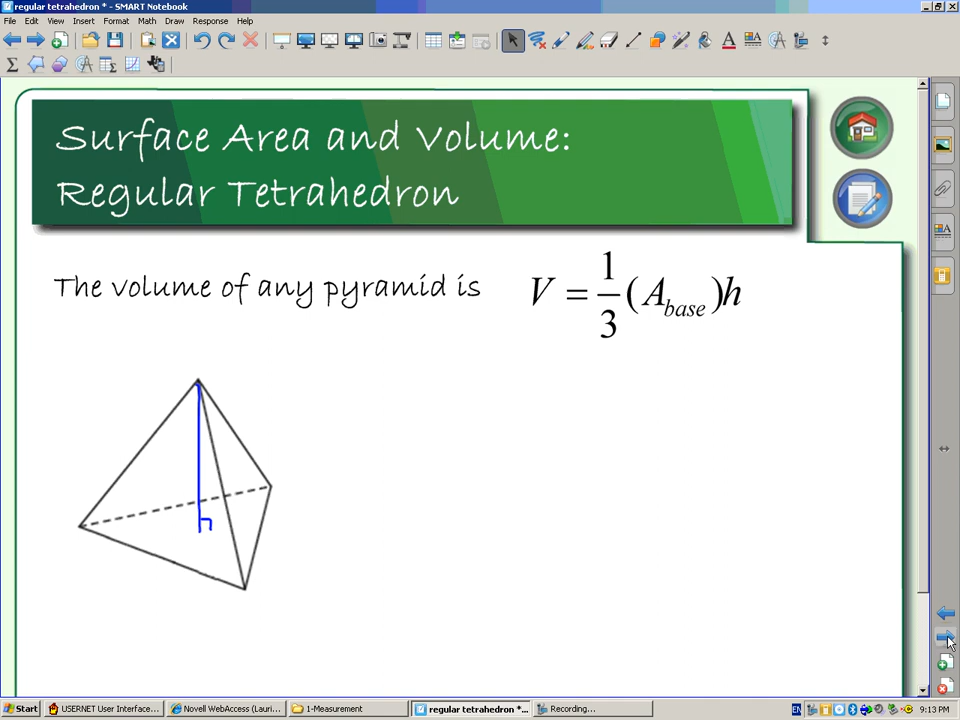 regular tetrahedron * - SMART Notebook
File Edit View Insert Format Math Draw Response Help
Surface Area and Volume:
Regular Tetrahedron
The volume of any pyramid is V = 1/3 (A_base)h
Start USERNET User Interface... Novell WebAccess (Lauri... 1-Measurement regular tetrahedron *... Recording... EN 9:13 PM